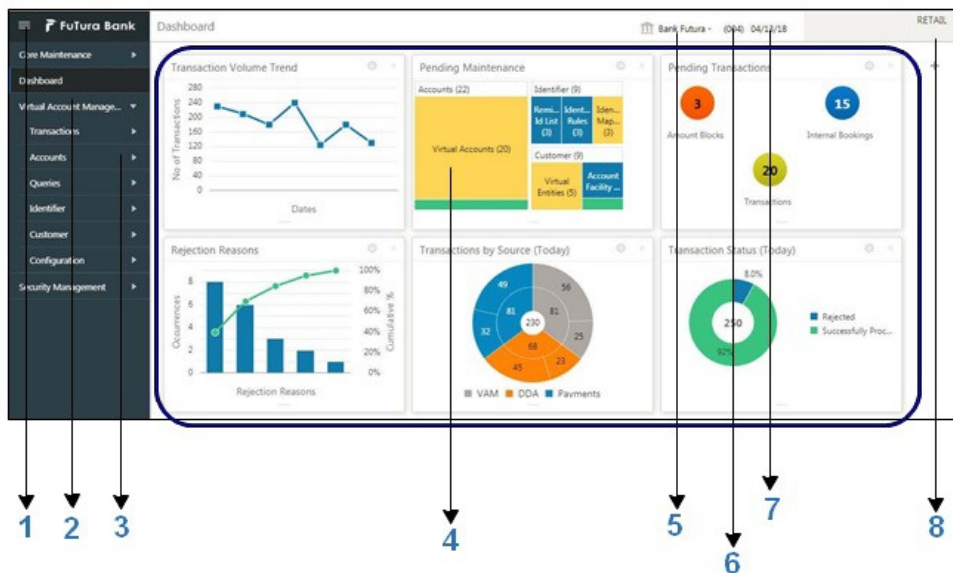 FuTura Bank
Dashboard
Bank Futura -
(004)
04/13/18
RETAIL
Core Maintenance
Dashboard
Virtual Account Manage...
Transactions
Accounts
Queries
Identifier
Customer
Configuration
Security Management
Transaction Volume Trend
No of Transactions
280
240
200
160
120
80
40
0
Dates
Pending Maintenance
Accounts (22)
Virtual Accounts (20)
Identifier (9)
Remi... Id List (3)
Ident... Rules (3)
Iden... Map... (3)
Customer (9)
Virtual Entities (5)
Account Facility ...
Pending Transactions
3
Amount Blocks
15
Internal Bookings
20
Transactions
Rejection Reasons
Occurrences
8
6
4
2
0
100%
80%
60%
40%
20%
0%
Cumulative %
Rejection Reasons
Transactions by Source (Today)
49
56
81
81
230
32
25
68
45
23
VAM DDA Payments
Transaction Status (Today)
8.0%
250
92%
Rejected
Successfully Proc...
1
2
3
4
5
6
7
8